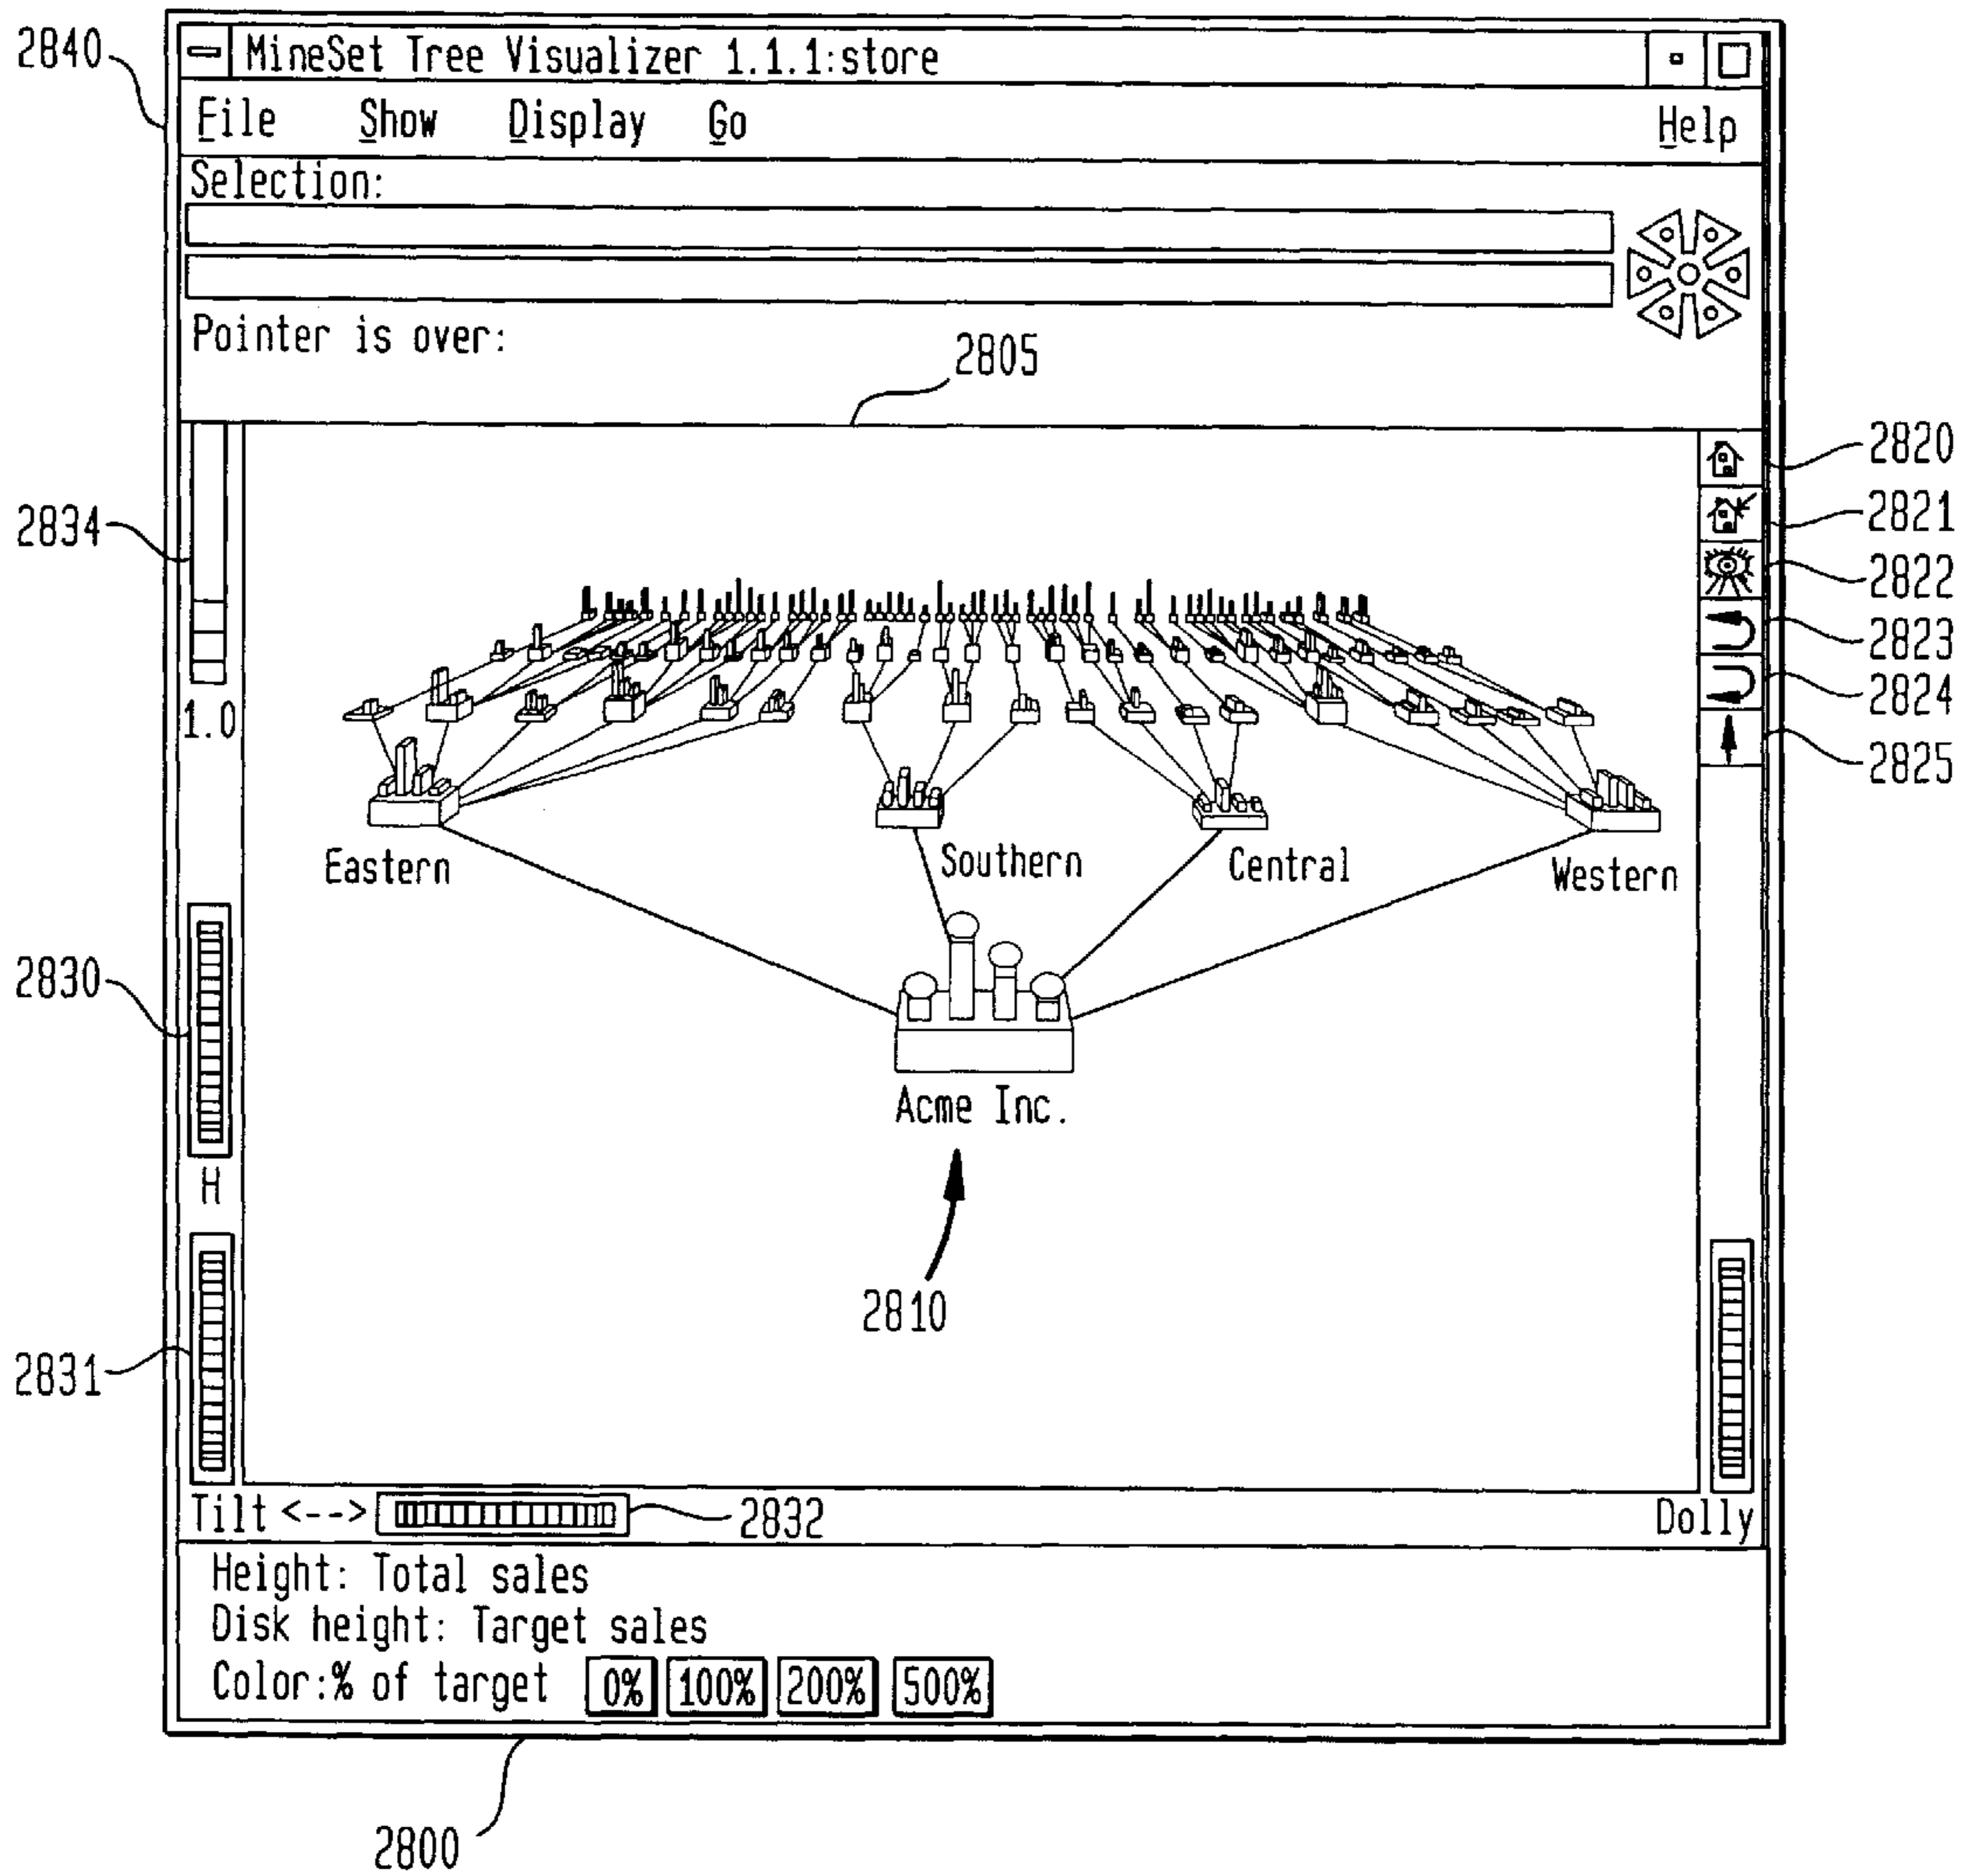 2840
MineSet Tree Visualizer 1.1.1:store
File Show Display Go Help
Selection:
Pointer is over:
2805
2820
2821
2822
2823
2824
2825
2834
1.0
Eastern Southern Central Western
Acme Inc.
2810
2830
H
2831
Tilt <--> 2832 Dolly
Height: Total sales
Disk height: Target sales
Color:% of target 0% 100% 200% 500%
2800